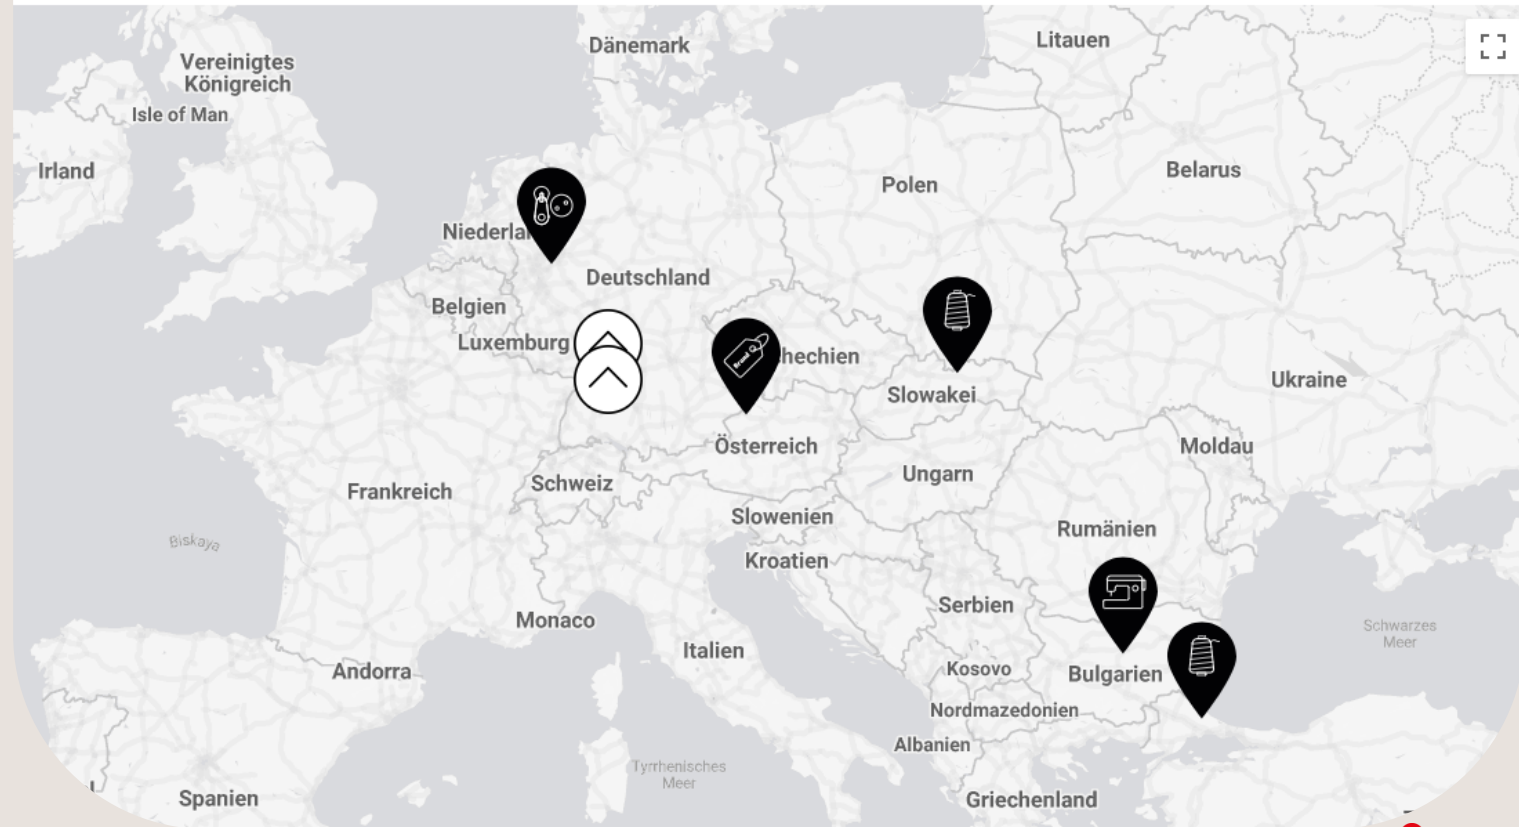 Dänemark
Litauen
Vereinigtes
Königreich
Isle of Man
Irland
Belarus
Polen
Niederlan
Deutschland
Belgien
Luxemburg
Brand
hechien
Ukraine
Slowakei
Österreich
Moldau
Ungarn
Schweiz
Frankreich
Slowenien
Rumänien
Biskaya
Kroatien
Serbien
Monaco
Schwarzes
Meer
Italien
Kosovo
Andorra
Bulgarien
Nordmazedonien
Albanien
Tyrrhenisches
Meer
Spanien
Griechenland